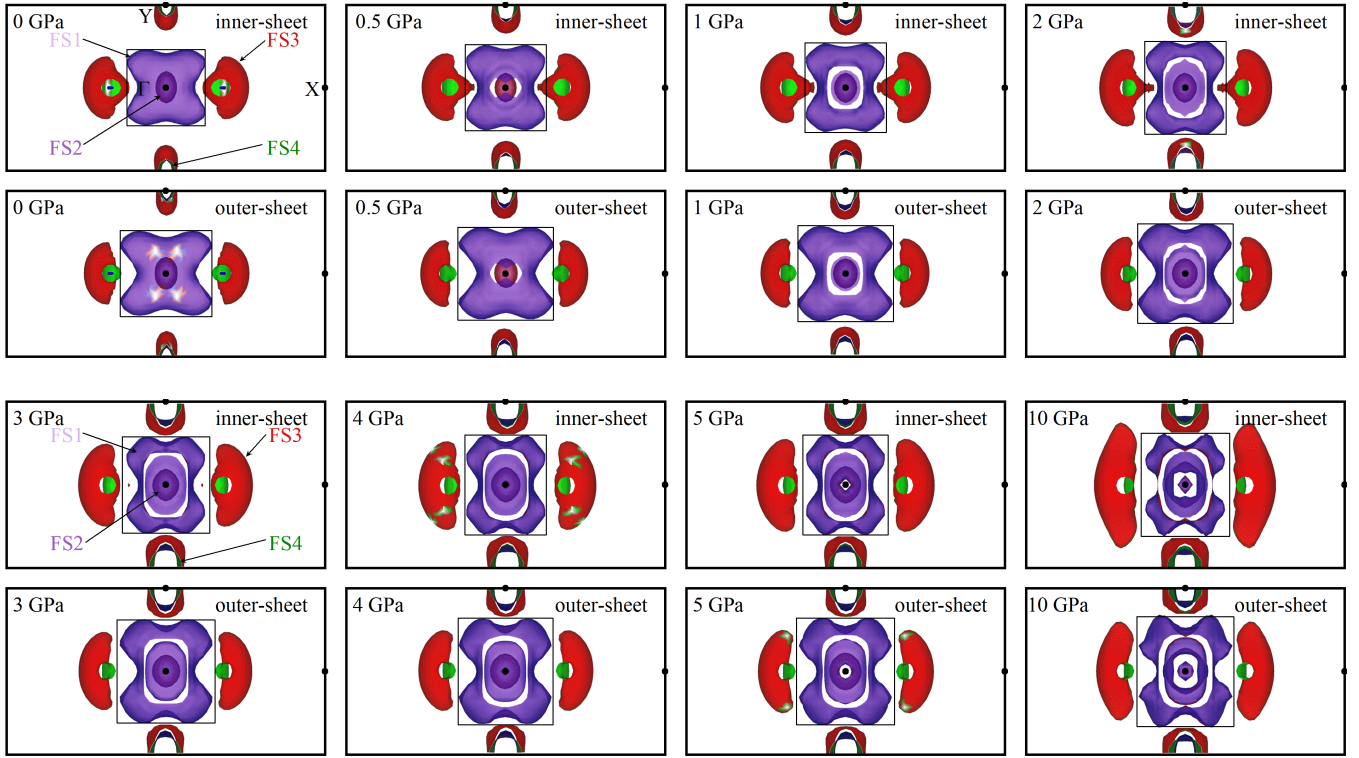 0 GPa Y inner-sheet
FS1 FS3
Γ X
FS2 FS4
0.5 GPa inner-sheet
1 GPa inner-sheet
2 GPa inner-sheet
0 GPa outer-sheet
0.5 GPa outer-sheet
1 GPa outer-sheet
2 GPa outer-sheet
3 GPa inner-sheet
FS1 FS3
FS2 FS4
4 GPa inner-sheet
5 GPa inner-sheet
10 GPa inner-sheet
3 GPa outer-sheet
4 GPa outer-sheet
5 GPa outer-sheet
10 GPa outer-sheet